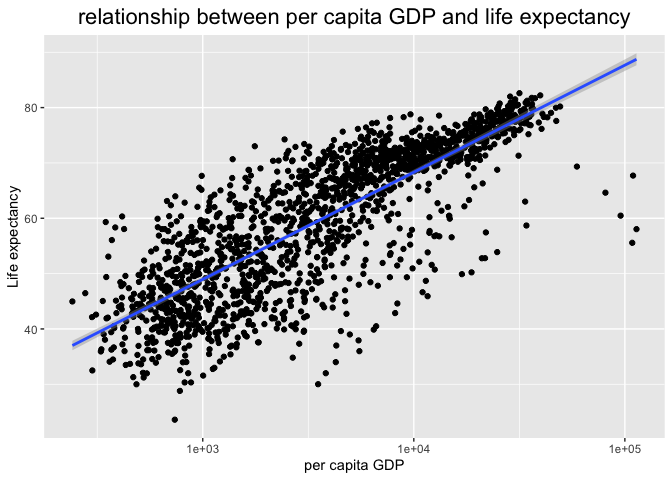 relationship between per capita GDP and life expectancy
80
60
40
Life expectancy
1e+03
1e+04
1e+05
per capita GDP